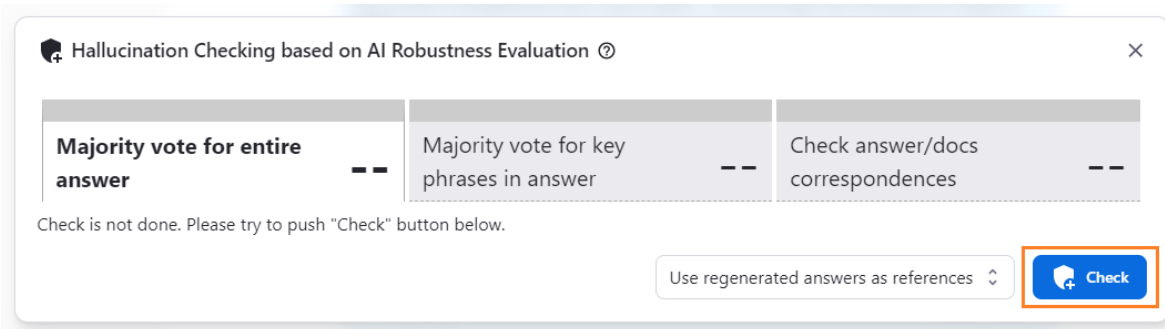 Hallucination Checking based on AI Robustness Evaluation
Majority vote for entire
answer
--
Majority vote for key
phrases in answer
--
Check answer/docs
correspondences
--
Check is not done. Please try to push "Check" button below.
Use regenerated answers as references
Check